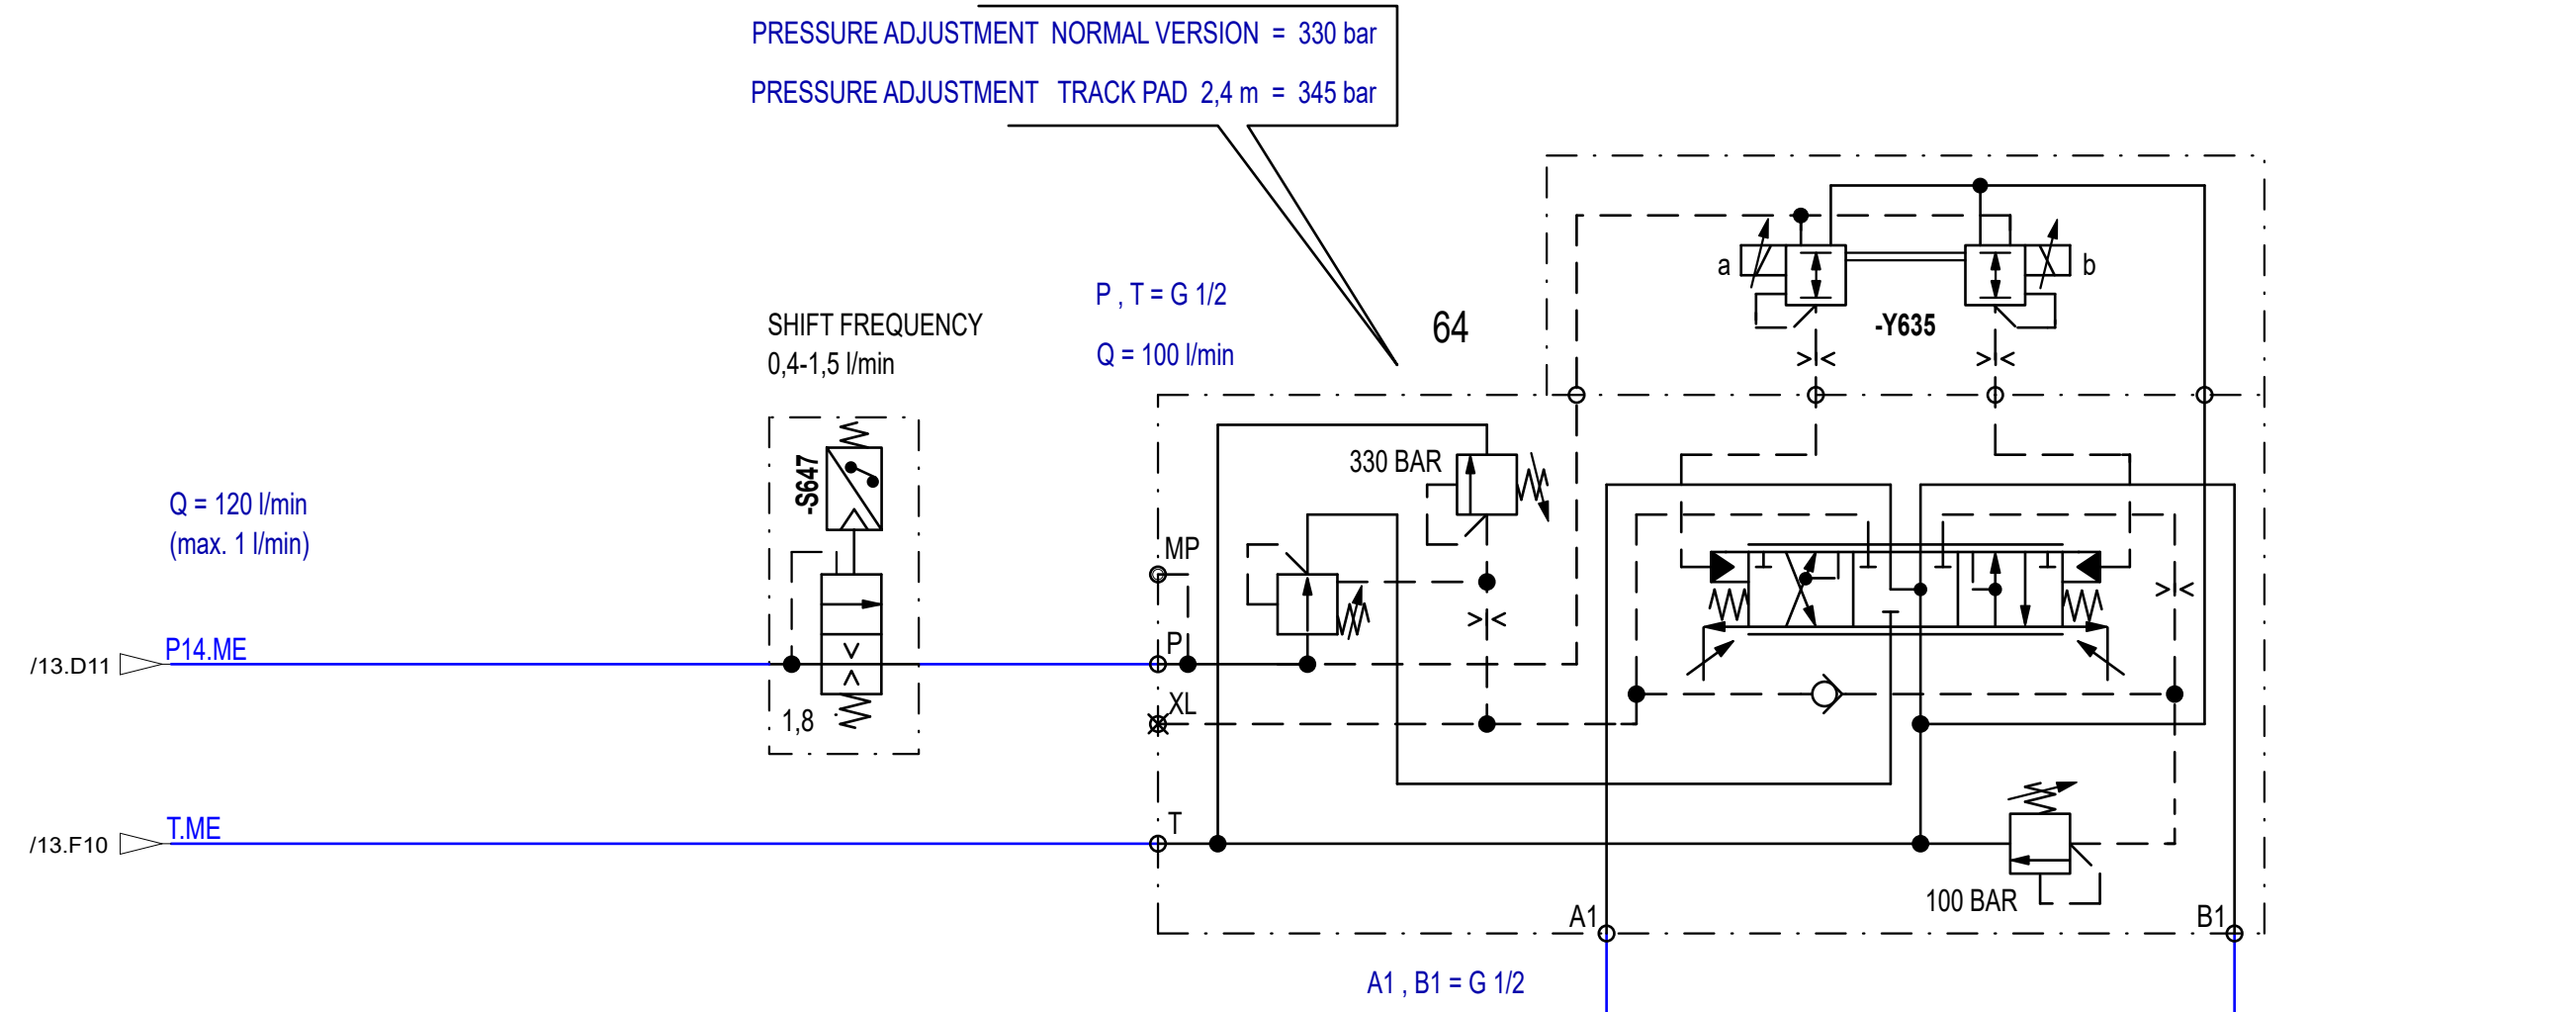 PRESSURE ADJUSTMENT NORMAL VERSION = 330 bar
PRESSURE ADJUSTMENT TRACK PAD 2,4 m = 345 bar
P , T = G 1/2
Q = 100 l/min
64
a
b
-Y635
SHIFT FREQUENCY
0,4-1,5 l/min
-S647
330 BAR
Q = 120 l/min
(max. 1 l/min)
MP
P
/13.D11
P14.ME
XL
1,8
T
/13.F10
T.ME
100 BAR
A1
B1
A1 , B1 = G 1/2